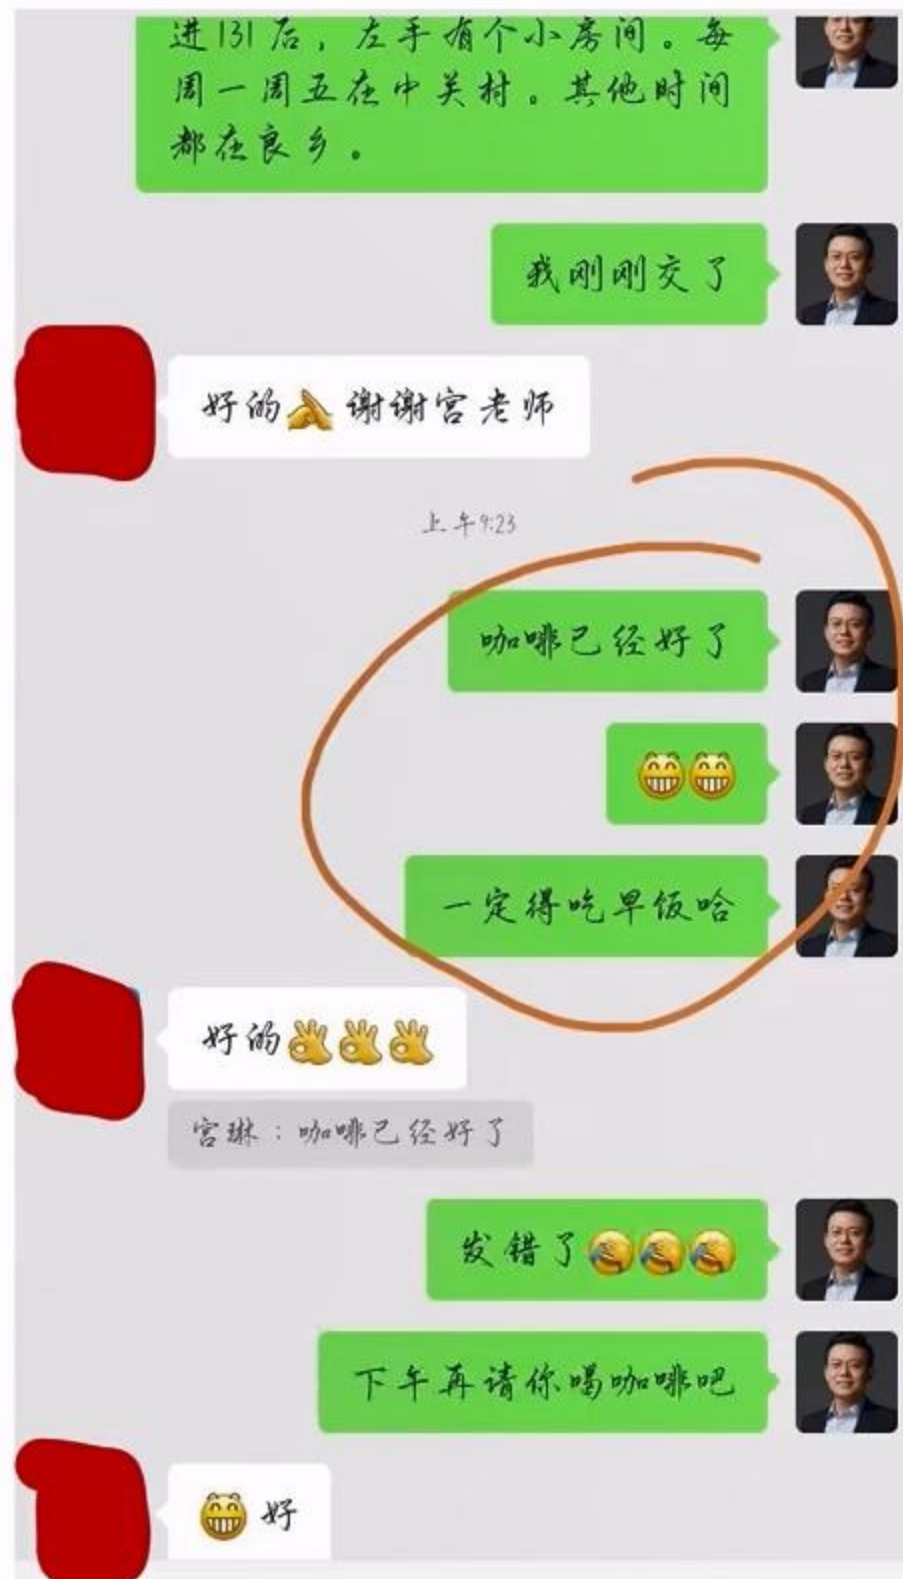 进131后，左手有个小房间。每
周一周五在中关村。其他时间
都在良乡。
我刚刚交了
好的🙏谢谢宫老师
上午9:23
咖啡已经好了
😁😁
一定得吃早饭哈
好的👌👌👌
宫琳：咖啡已经好了
发错了🤦🤦🤦
下午再请你喝咖啡吧
😁好